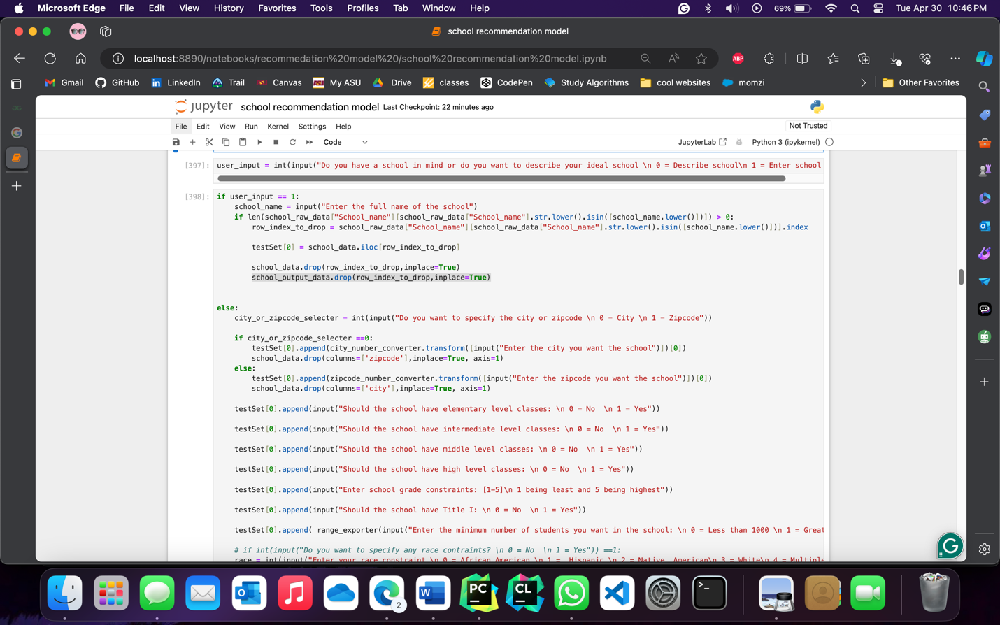 Microsoft Edge File Edit View History Favorites Tools Profiles Tab Window Help 69% Tue Apr 30 10:46 PM
school recommendation model
localhost:8890/notebooks/recommedation%20model%20/school%20recommendation%20model.ipynb
ABP
Gmail GitHub LinkedIn Trail Canvas My ASU Drive classes CodePen Study Algorithms cool websites momzi Other Favorites
jupyter school recommendation model Last Checkpoint: 22 minutes ago
File Edit View Run Kernel Settings Help Not Trusted
Code JupyterLab Python 3 (ipykernel)
[397]: user_input = int(input("Do you have a school in mind or do you want to describe your ideal school \n 0 = Describe school\n 1 = Enter school
[398]: if user_input == 1:
school_name = input("Enter the full name of the school")
if len(school_raw_data["School_name"][school_raw_data["School_name"].str.lower().isin([school_name.lower()])]) > 0:
row_index_to_drop = school_raw_data["School_name"][school_raw_data["School_name"].str.lower().isin([school_name.lower()])].index
testSet[0] = school_data.iloc[row_index_to_drop]
school_data.drop(row_index_to_drop,inplace=True)
school_output_data.drop(row_index_to_drop,inplace=True)
else:
city_or_zipcode_selecter = int(input("Do you want to specify the city or zipcode \n 0 = City \n 1 = Zipcode"))
if city_or_zipcode_selecter ==0:
testSet[0].append(city_number_converter.transform([input("Enter the city you want the school")])[0])
school_data.drop(columns=['zipcode'],inplace=True, axis=1)
else:
testSet[0].append(zipcode_number_converter.transform([input("Enter the zipcode you want the school")])[0])
school_data.drop(columns=['city'],inplace=True, axis=1)
testSet[0].append(input("Should the school have elementary level classes: \n 0 = No  \n 1 = Yes"))
testSet[0].append(input("Should the school have intermediate level classes: \n 0 = No  \n 1 = Yes"))
testSet[0].append(input("Should the school have middle level classes: \n 0 = No  \n 1 = Yes"))
testSet[0].append(input("Should the school have high level classes: \n 0 = No  \n 1 = Yes"))
testSet[0].append(input("Enter school grade constraints: [1-5]\n 1 being least and 5 being highest"))
testSet[0].append(input("Should the school have Title I: \n 0 = No  \n 1 = Yes"))
testSet[0].append( range_exporter(input("Enter the minimum number of students you want in the school: \n 0 = Less than 1000 \n 1 = Great
# if int(input("Do you want to specify any race contraints? \n 0 = No  \n 1 = Yes")) ==1:
race = int(input("Enter your race constraint \n 0 = African American \n 1 =  Hispanic \n 2 = Native  American\n 3 = White\n 4 = Multiple
2
W
PC
CL
>_